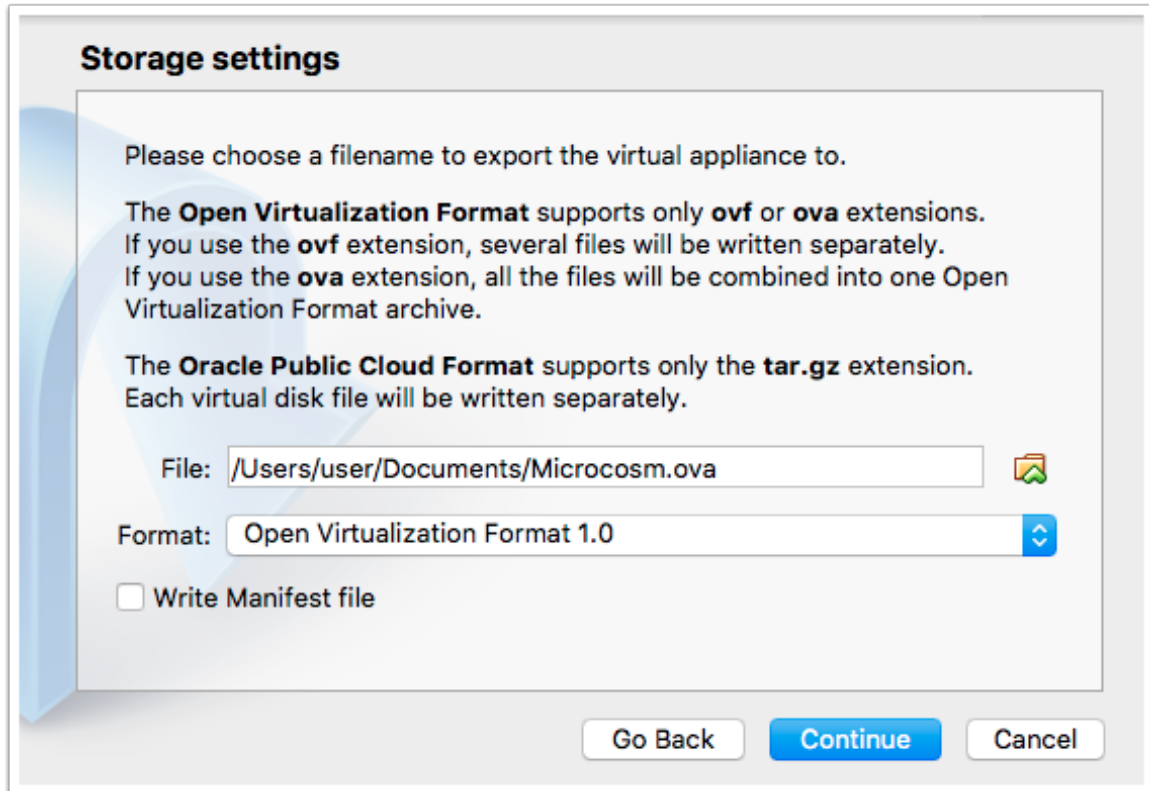 Storage settings
Please choose a filename to export the virtual appliance to.
The Open Virtualization Format supports only ovf or ova extensions.
If you use the ovf extension, several files will be written separately.
If you use the ova extension, all the files will be combined into one Open
Virtualization Format archive.
The Oracle Public Cloud Format supports only the tar.gz extension.
Each virtual disk file will be written separately.
File: /Users/user/Documents/Microcosm.ova
Format: Open Virtualization Format 1.0
Write Manifest file
Go Back Continue Cancel